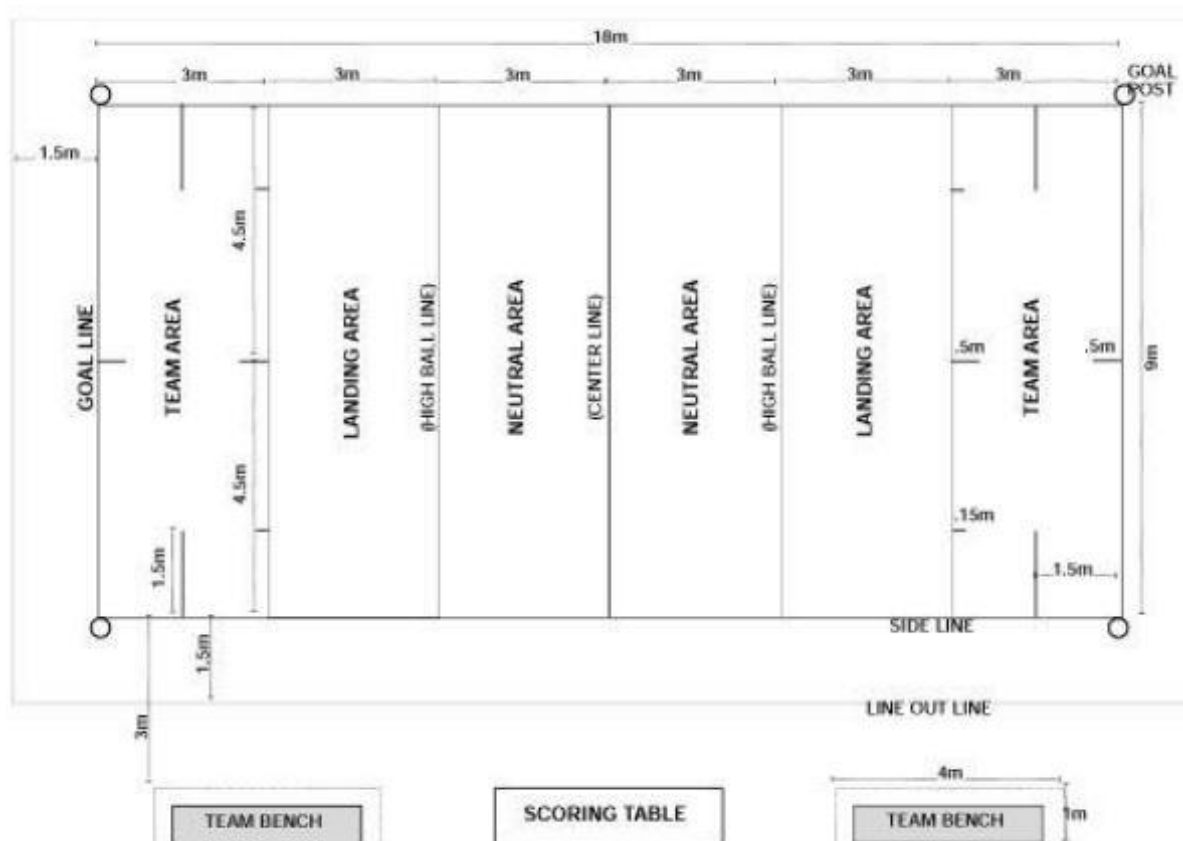 18m
3m 3m 3m 3m 3m 3m
GOAL
POST
1.5m
4.5m
GOAL LINE
TEAM AREA
LANDING AREA
(HIGH BALL LINE)
NEUTRAL AREA
(CENTER LINE)
NEUTRAL AREA
(HIGH BALL LINE)
LANDING AREA
.5m
TEAM AREA
.5m
9m
4.5m
.15m
1.5m
1.5m
SIDE LINE
1.5m
LINE OUT LINE
3m
4m
TEAM BENCH
SCORING TABLE
TEAM BENCH
1m